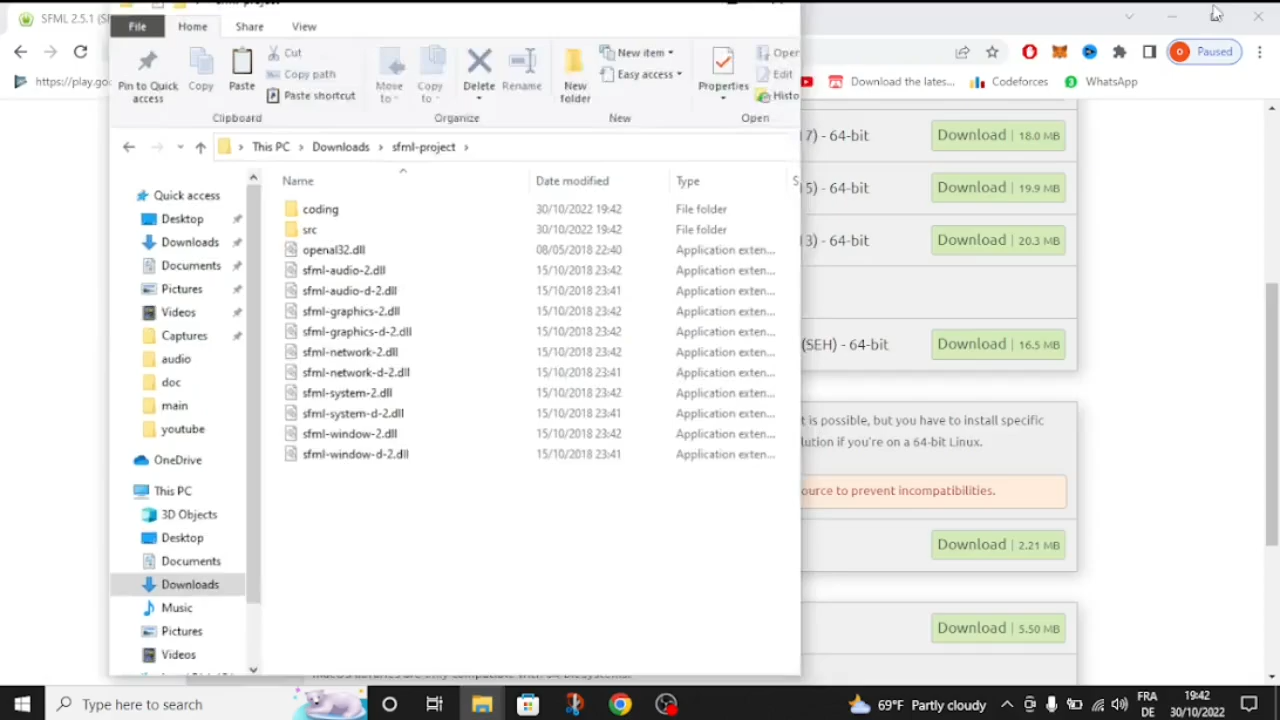 SFML 2.5.1 (SF
sfml-project
File
Home
Share
View
Paused
https://play.goo
Download the lates...
Codeforces
WhatsApp
Pin to Quick access
Copy
Paste
Cut
Copy path
Paste shortcut
Move to
Copy to
Delete
Rename
New folder
New item
Easy access
Properties
Open
Edit
Histo
Clipboard
Organize
New
Open
This PC
Downloads
sfml-project
Name
Date modified
Type
S
coding 30/10/2022 19:42 File folder
src 30/10/2022 19:42 File folder
openal32.dll 08/05/2018 22:40 Application exten...
sfml-audio-2.dll 15/10/2018 23:42 Application exten...
sfml-audio-d-2.dll 15/10/2018 23:41 Application exten...
sfml-graphics-2.dll 15/10/2018 23:42 Application exten...
sfml-graphics-d-2.dll 15/10/2018 23:42 Application exten...
sfml-network-2.dll 15/10/2018 23:42 Application exten...
sfml-network-d-2.dll 15/10/2018 23:41 Application exten...
sfml-system-2.dll 15/10/2018 23:42 Application exten...
sfml-system-d-2.dll 15/10/2018 23:41 Application exten...
sfml-window-2.dll 15/10/2018 23:42 Application exten...
sfml-window-d-2.dll 15/10/2018 23:41 Application exten...
Quick access
Desktop
Downloads
Documents
Pictures
Videos
Captures
audio
doc
main
youtube
OneDrive
This PC
3D Objects
Desktop
Documents
Downloads
Music
Pictures
Videos
7) - 64-bit
Download | 18.0 MB
5) - 64-bit
Download | 19.9 MB
3) - 64-bit
Download | 20.3 MB
(SEH) - 64-bit
Download | 16.5 MB
t is possible, but you have to install specific
lution if you're on a 64-bit Linux.
ource to prevent incompatibilities.
Download | 2.21 MB
Download | 5.50 MB
Type here to search
69°F Partly cloudy
FRA
DE
19:42
30/10/2022